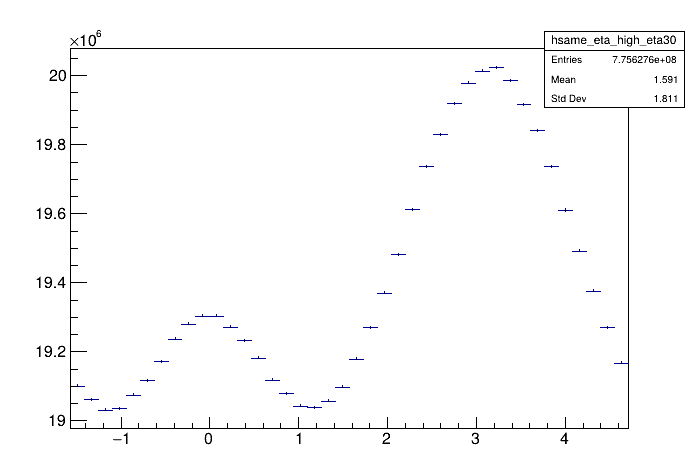 ×10⁶
hsame_eta_high_eta30
Entries 7.756276e+08
Mean 1.591
Std Dev 1.811
20
19.8
19.6
19.4
19.2
19
−1 0 1 2 3 4